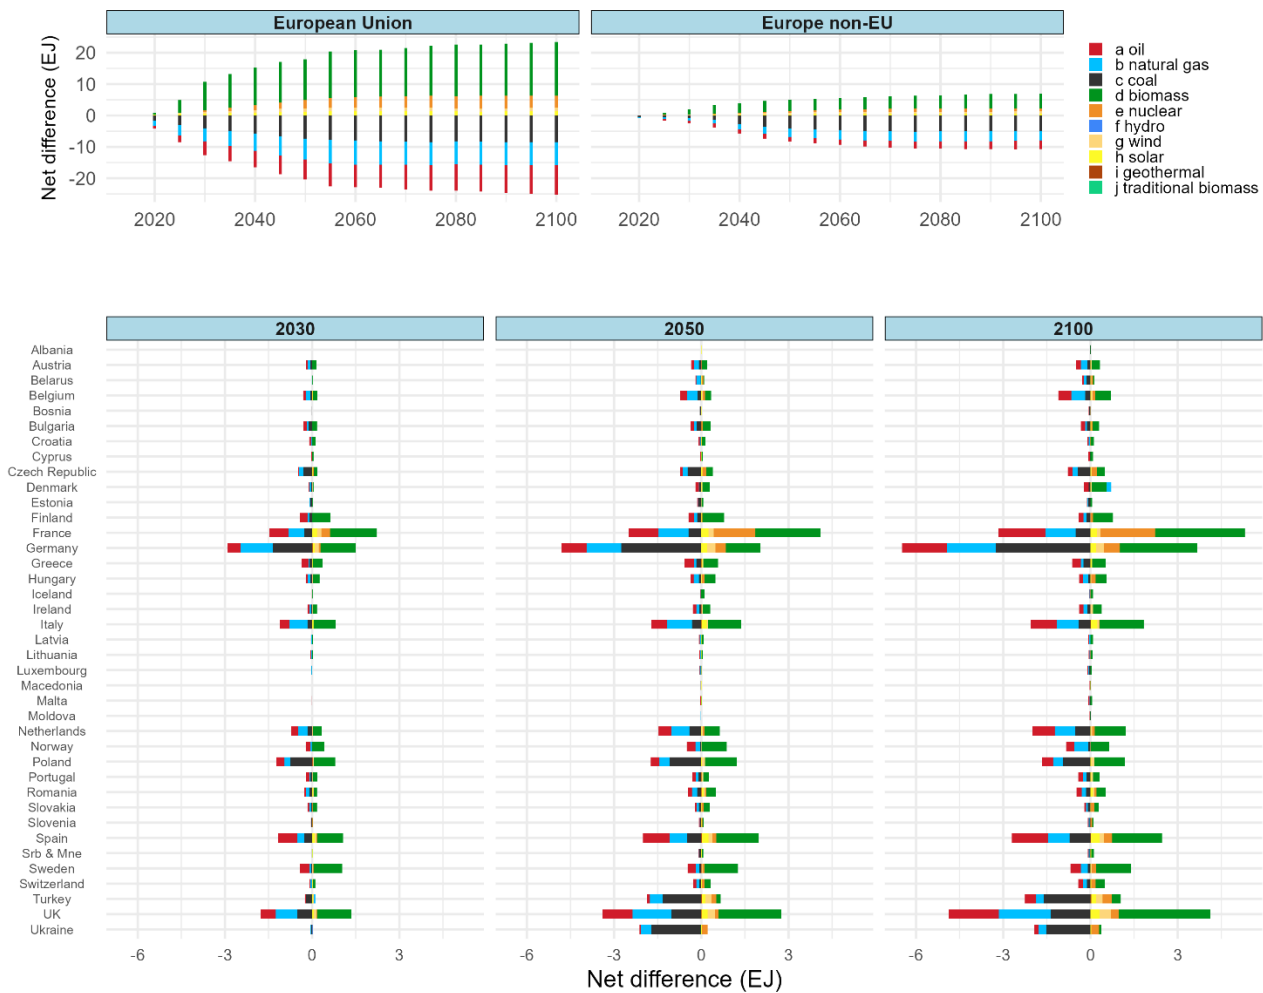 European Union
Europe non-EU
Net difference (EJ)
20
10
0
-10
-20
2020
2040
2060
2080
2100
2020
2040
2060
2080
2100
a oil
b natural gas
c coal
d biomass
e nuclear
f hydro
g wind
h solar
i geothermal
j traditional biomass
2030
2050
2100
Albania
Austria
Belarus
Belgium
Bosnia
Bulgaria
Croatia
Cyprus
Czech Republic
Denmark
Estonia
Finland
France
Germany
Greece
Hungary
Iceland
Ireland
Italy
Latvia
Lithuania
Luxembourg
Macedonia
Malta
Moldova
Netherlands
Norway
Poland
Portugal
Romania
Slovakia
Slovenia
Spain
Srb & Mne
Sweden
Switzerland
Turkey
UK
Ukraine
-6
-3
0
3
-6
-3
0
3
-6
-3
0
3
Net difference (EJ)